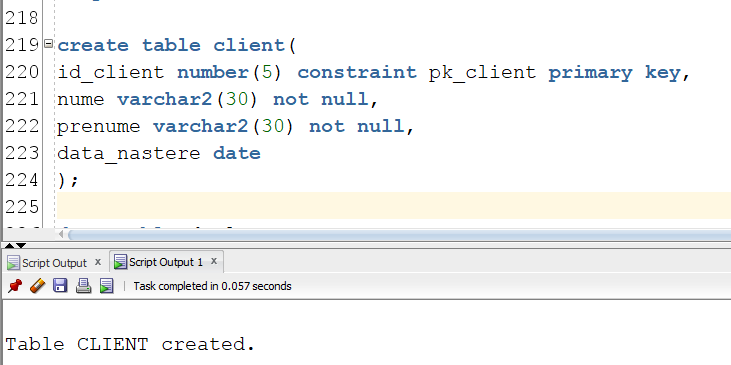 218
219 create table client(
220 id_client number(5) constraint pk_client primary key,
221 nume varchar2(30) not null,
222 prenume varchar2(30) not null,
223 data_nastere date
224 );
225
Script Output x Script Output 1 x
Task completed in 0.057 seconds
Table CLIENT created.